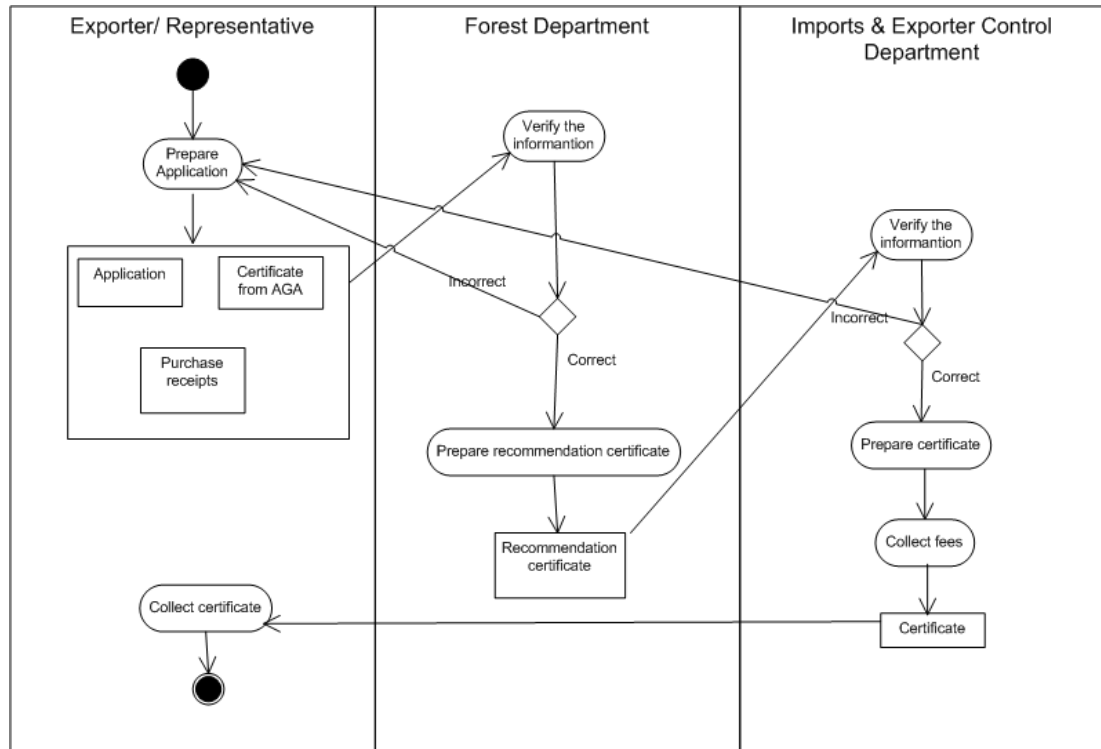 Exporter/ Representative
Forest Department
Imports & Exporter Control
Department
Prepare
Application
Verify the
informantion
Verify the
informantion
Application
Certificate
from AGA
Incorrect
Incorrect
Purchase
receipts
Correct
Correct
Prepare recommendation certificate
Prepare certificate
Recommendation
certificate
Collect fees
Collect certificate
Certificate